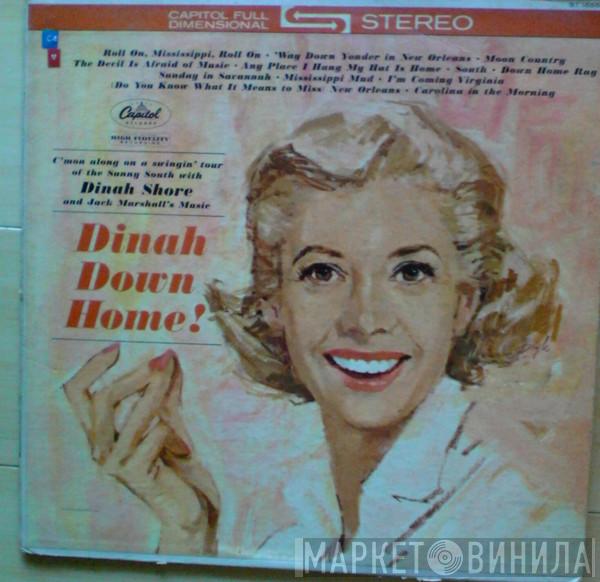 CAPITOL FULL DIMENSIONAL STEREO
Roll On, Mississippi, Roll On · 'Way Down Yonder in New Orleans · Moon Country
The Devil Is Afraid of Music · Any Place I Hang My Hat Is Home · South · Down Home Rag
Sunday in Savannah · Mississippi Mud · I'm Coming Virginia
(Do You Know What It Means to Miss) New Orleans · Carolina in the Morning
Capitol
RECORDS
HIGH FIDELITY
RECORDING
C'mon along on a swingin' tour
of the Sunny South with
Dinah Shore
and Jack Marshall's Music
Dinah
Down
Home!
МАРКЕТ ВИНИЛА